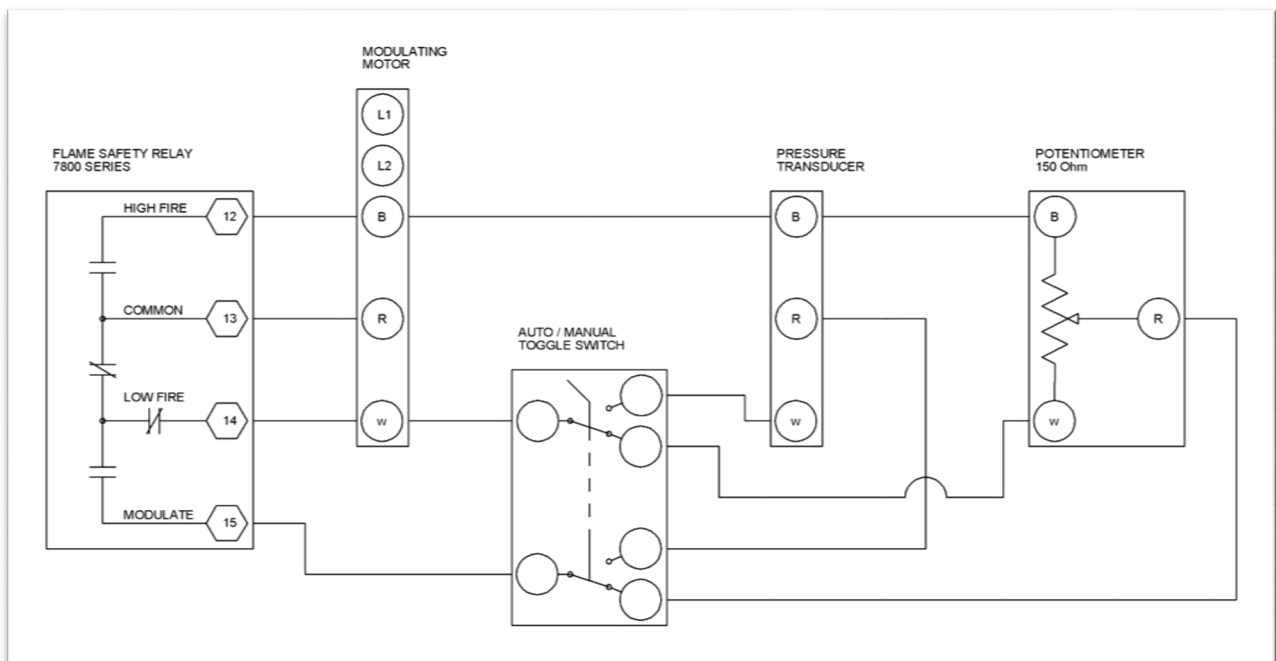 MODULATING
MOTOR
L1
L2
FLAME SAFETY RELAY
7800 SERIES
PRESSURE
TRANSDUCER
POTENTIOMETER
150 Ohm
HIGH FIRE
12
B
B
B
COMMON
13
R
R
R
AUTO / MANUAL
TOGGLE SWITCH
LOW FIRE
14
W
W
W
MODULATE
15